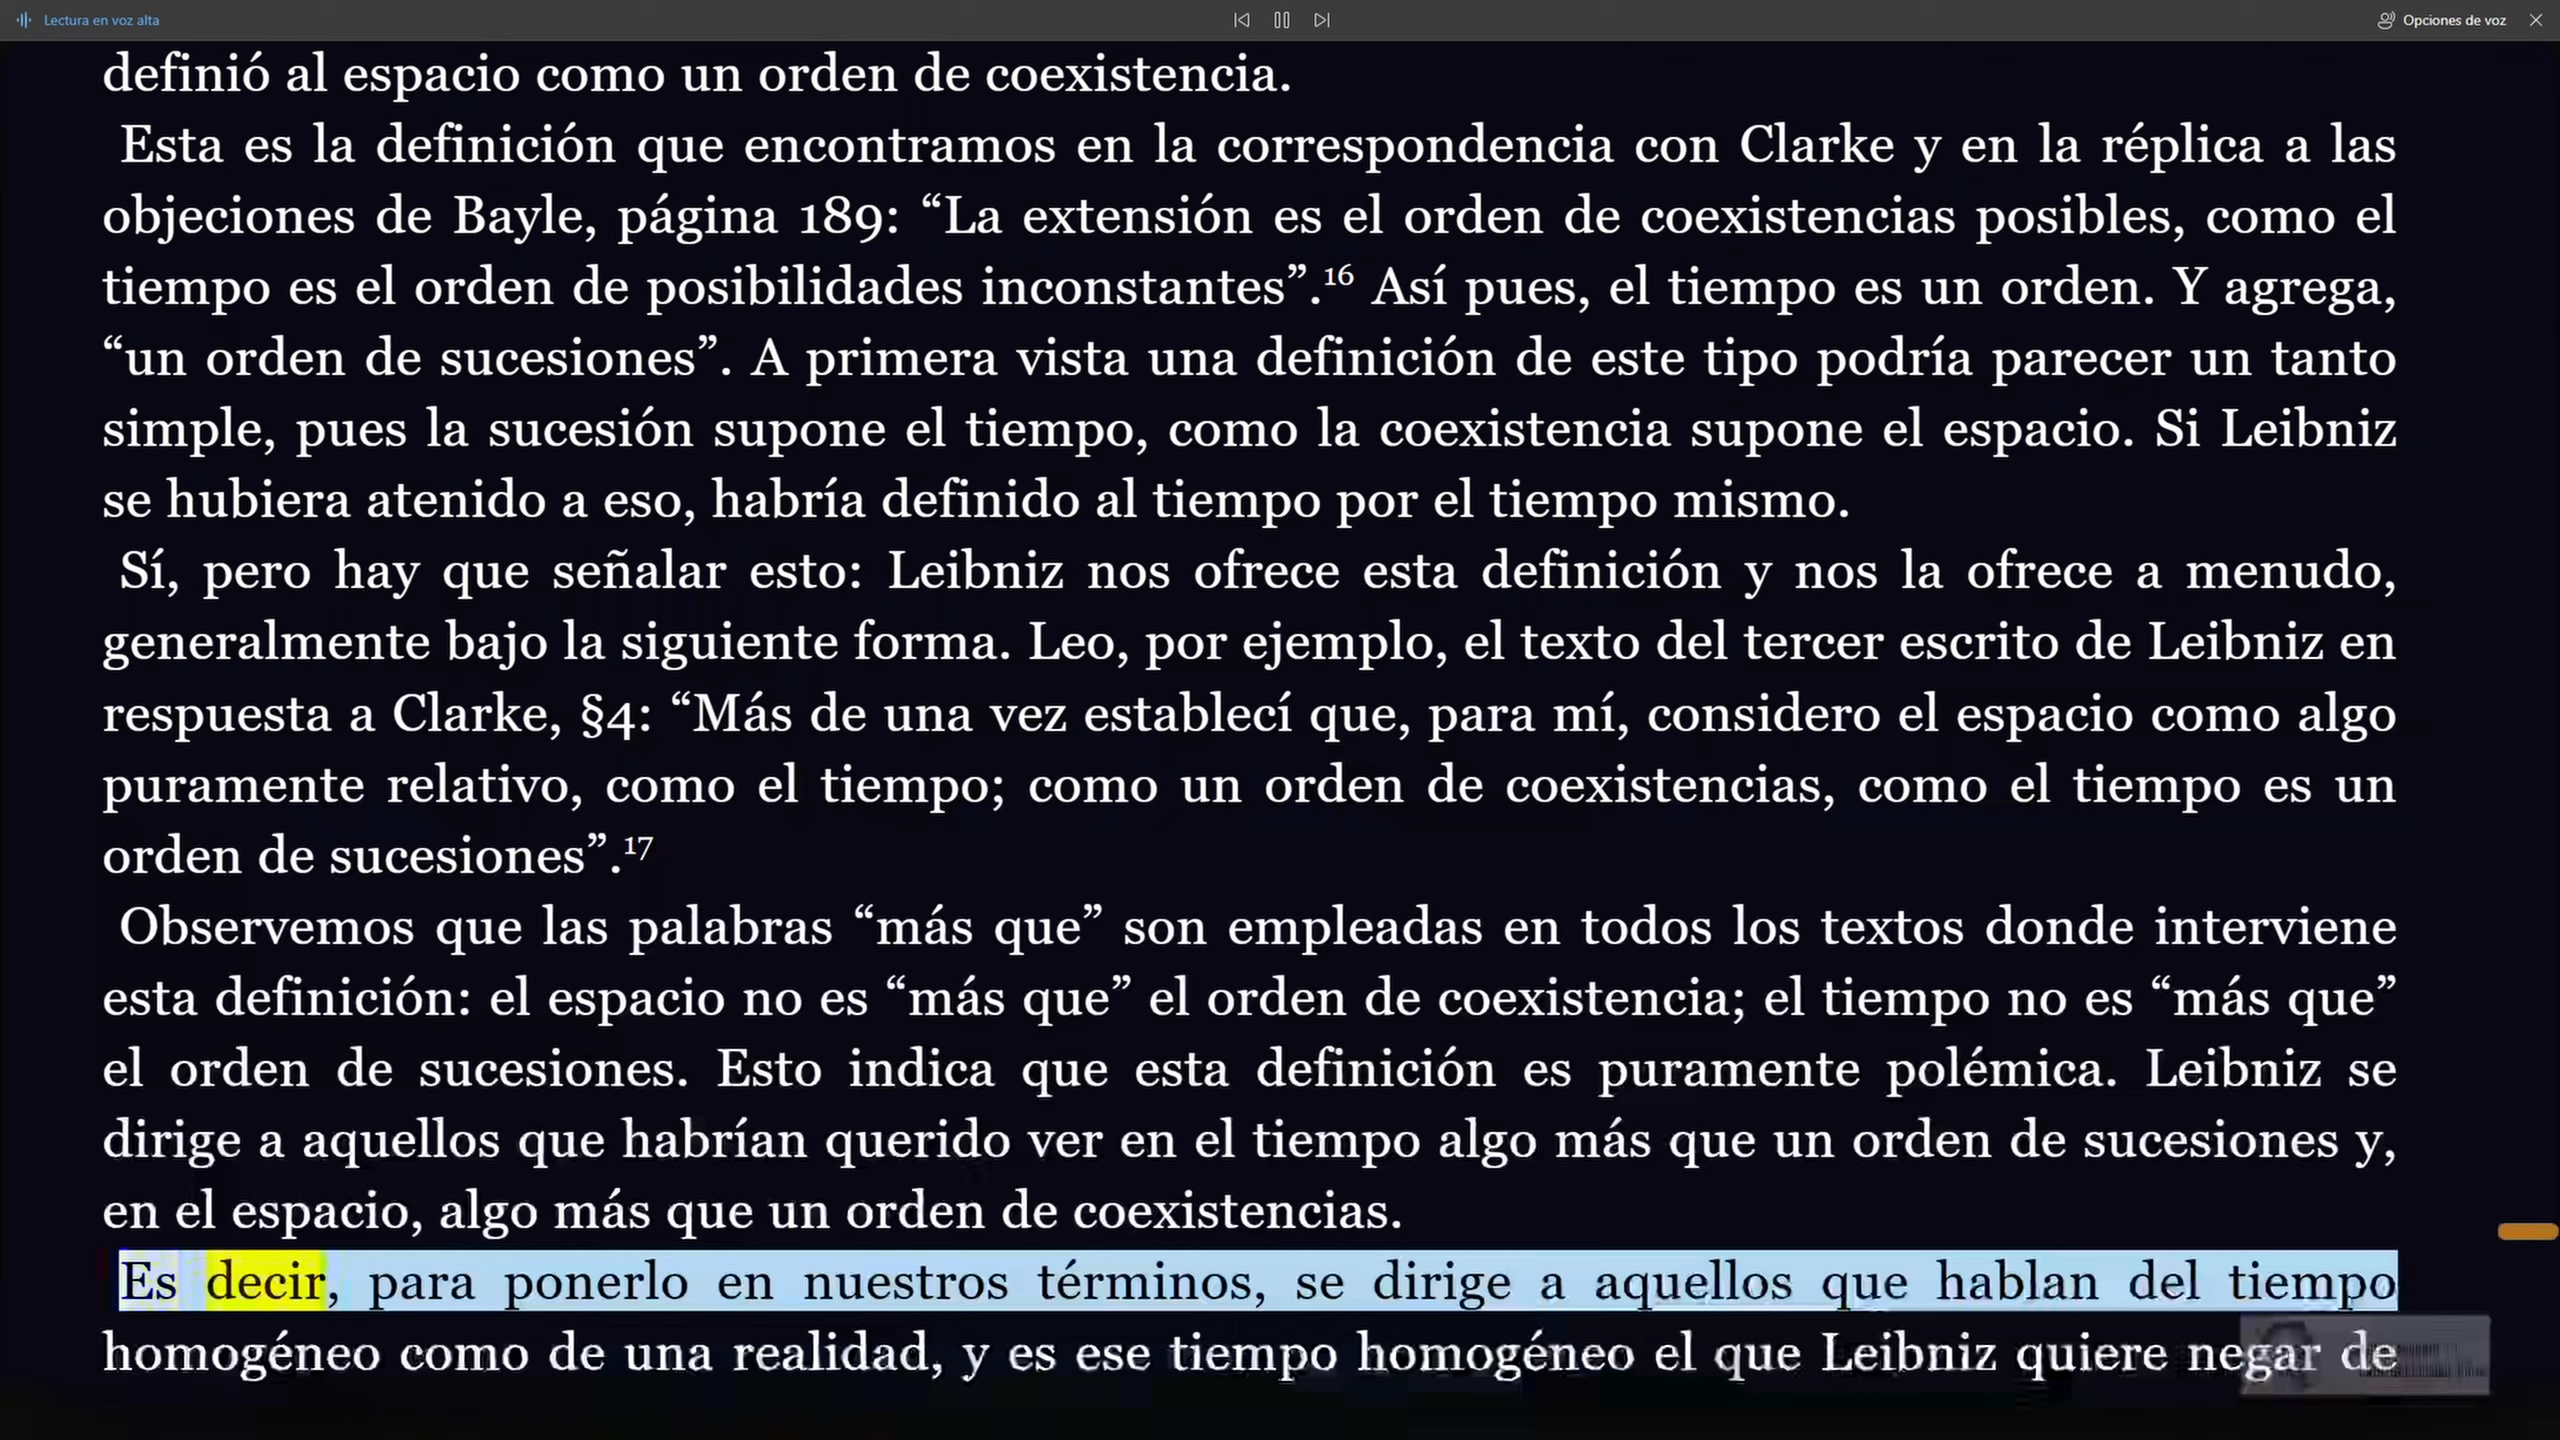 Lectura en voz alta
Opciones de voz
definió al espacio como un orden de coexistencia.
Esta es la definición que encontramos en la correspondencia con Clarke y en la réplica a las
objeciones de Bayle, página 189: “La extensión es el orden de coexistencias posibles, como el
tiempo es el orden de posibilidades inconstantes”.16 Así pues, el tiempo es un orden. Y agrega,
“un orden de sucesiones”. A primera vista una definición de este tipo podría parecer un tanto
simple, pues la sucesión supone el tiempo, como la coexistencia supone el espacio. Si Leibniz
se hubiera atenido a eso, habría definido al tiempo por el tiempo mismo.
Sí, pero hay que señalar esto: Leibniz nos ofrece esta definición y nos la ofrece a menudo,
generalmente bajo la siguiente forma. Leo, por ejemplo, el texto del tercer escrito de Leibniz en
respuesta a Clarke, §4: “Más de una vez establecí que, para mí, considero el espacio como algo
puramente relativo, como el tiempo; como un orden de coexistencias, como el tiempo es un
orden de sucesiones”.17
Observemos que las palabras “más que” son empleadas en todos los textos donde interviene
esta definición: el espacio no es “más que” el orden de coexistencia; el tiempo no es “más que”
el orden de sucesiones. Esto indica que esta definición es puramente polémica. Leibniz se
dirige a aquellos que habrían querido ver en el tiempo algo más que un orden de sucesiones y,
en el espacio, algo más que un orden de coexistencias.
Es decir, para ponerlo en nuestros términos, se dirige a aquellos que hablan del tiempo
homogéneo como de una realidad, y es ese tiempo homogéneo el que Leibniz quiere negar de